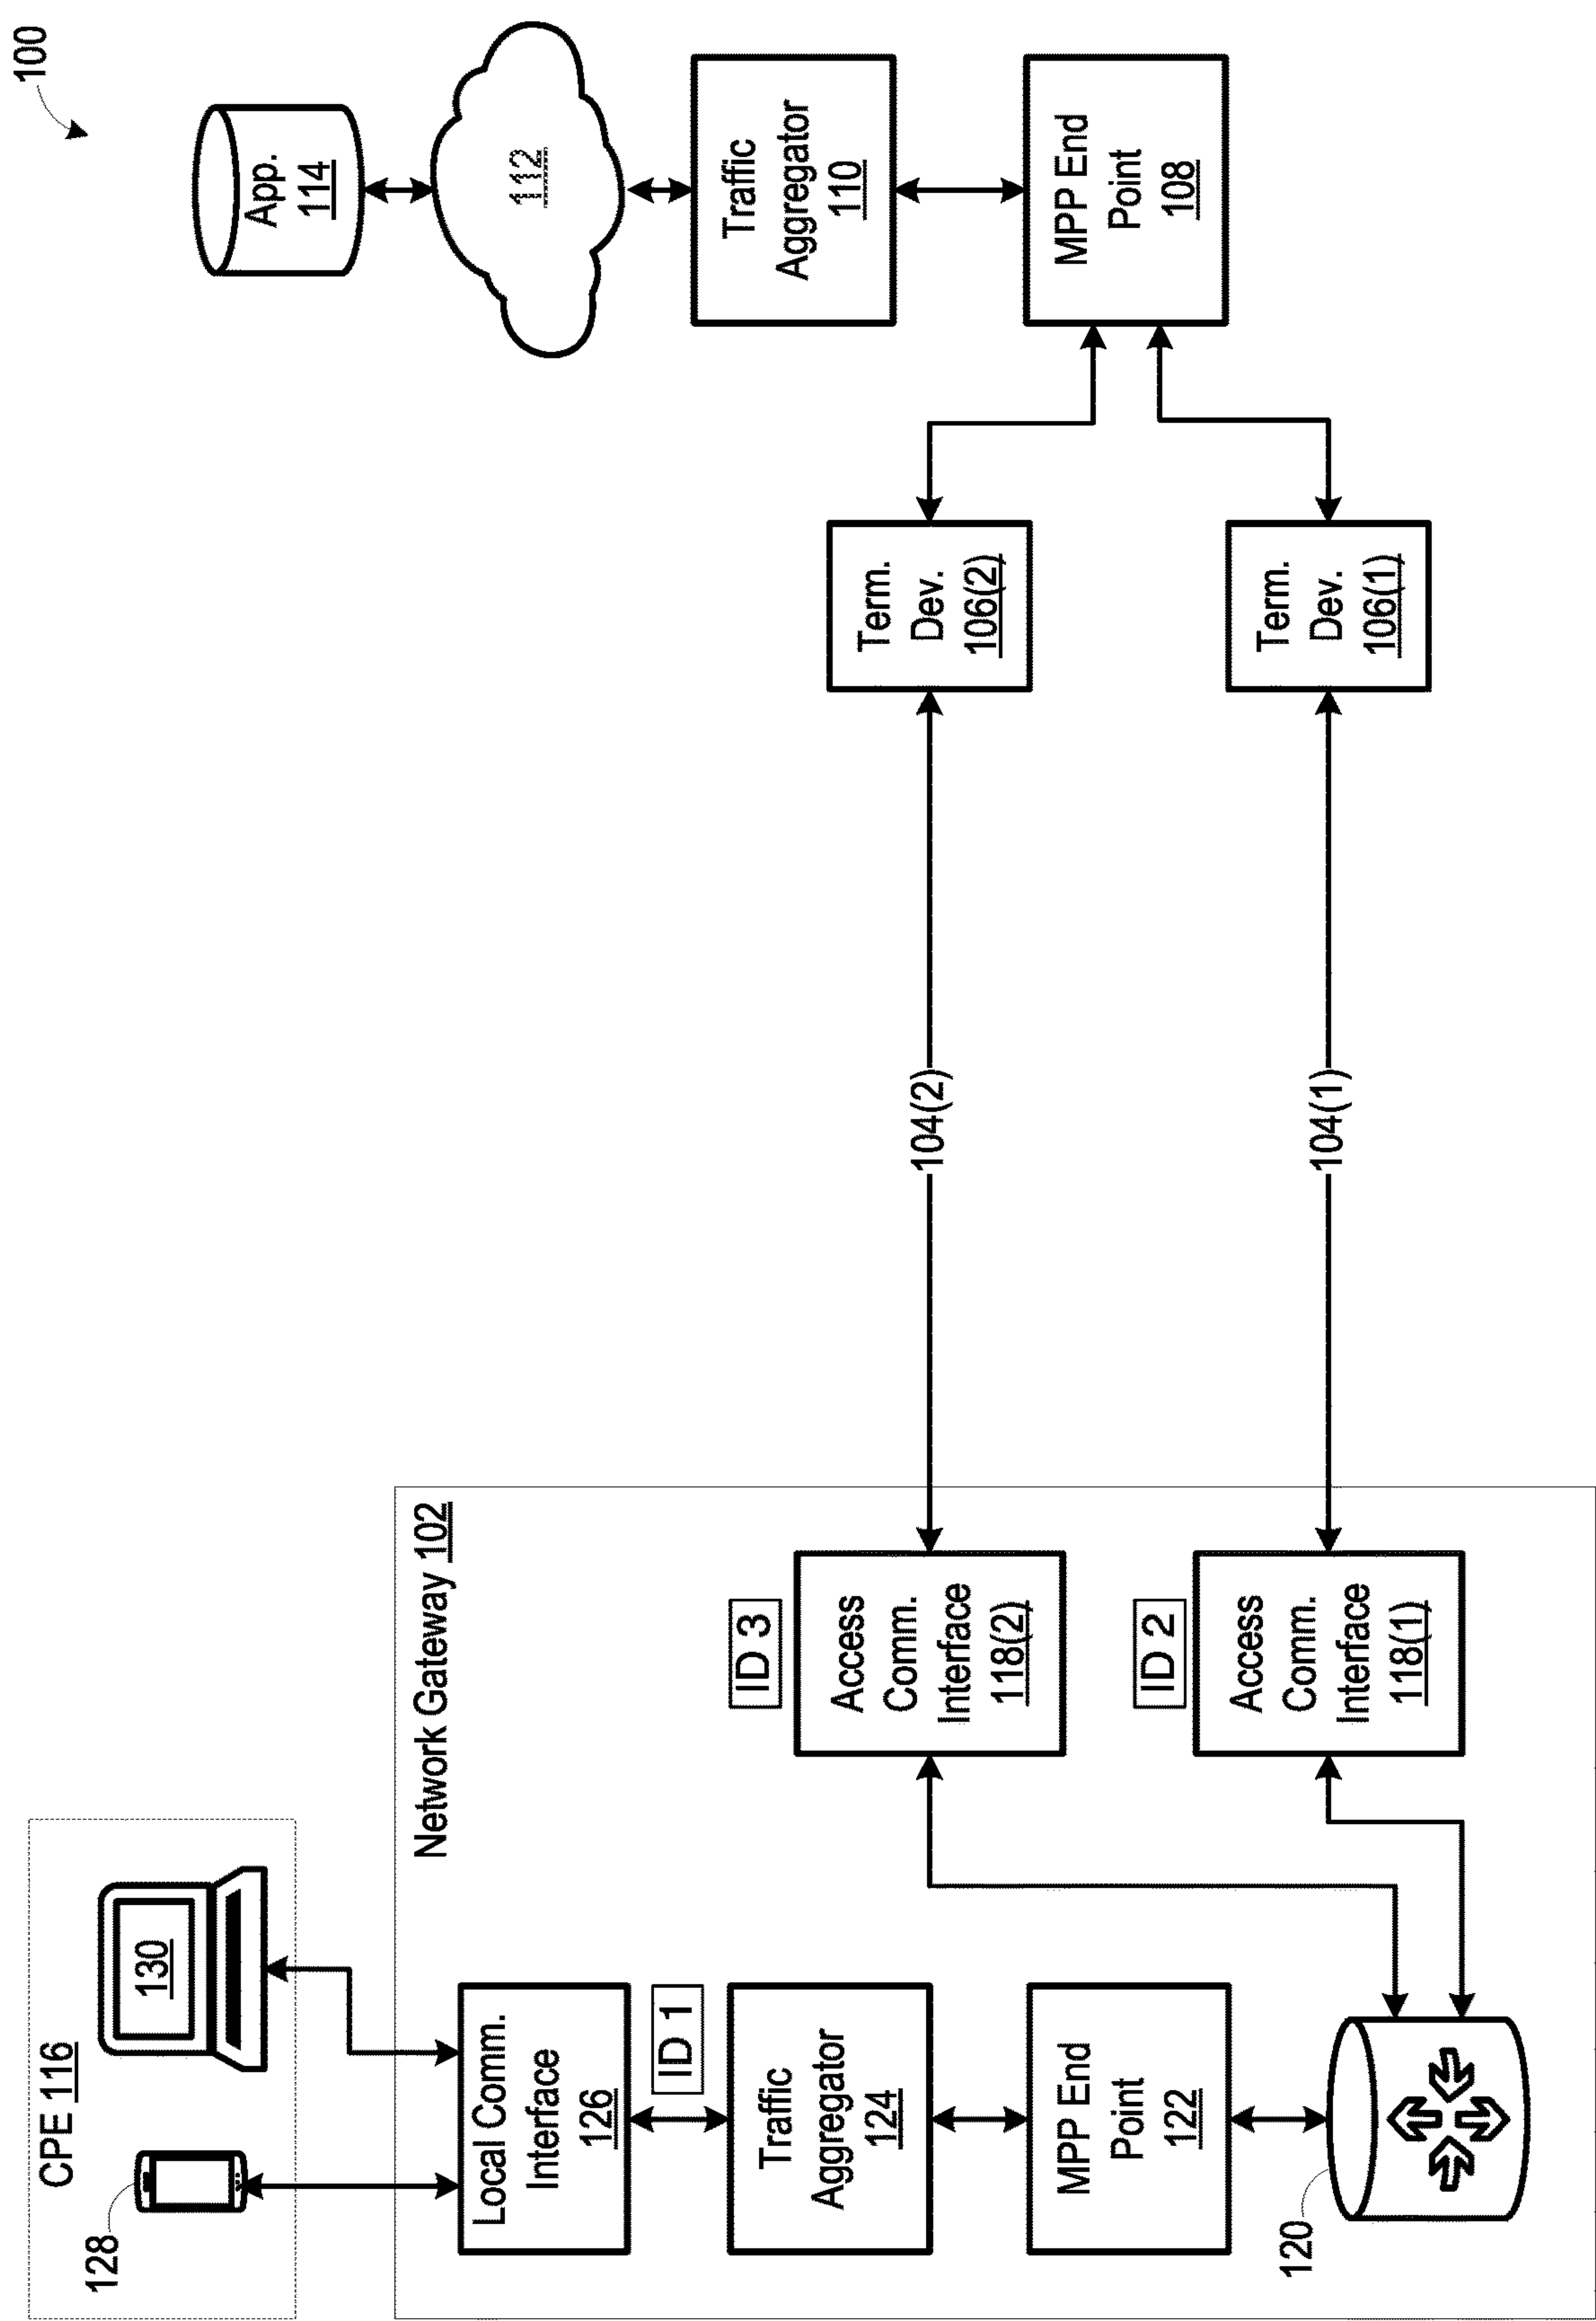 100
CPE 116
128
130
Network Gateway 102
Local Comm.
Interface
126
ID 1
Traffic
Aggregator
124
MPP End
Point
122
120
ID 3
Access
Comm.
Interface
118(2)
ID 2
Access
Comm.
Interface
118(1)
104(2)
104(1)
Term.
Dev.
106(2)
Term.
Dev.
106(1)
App.
114
112
Traffic
Aggregator
110
MPP End
Point
108